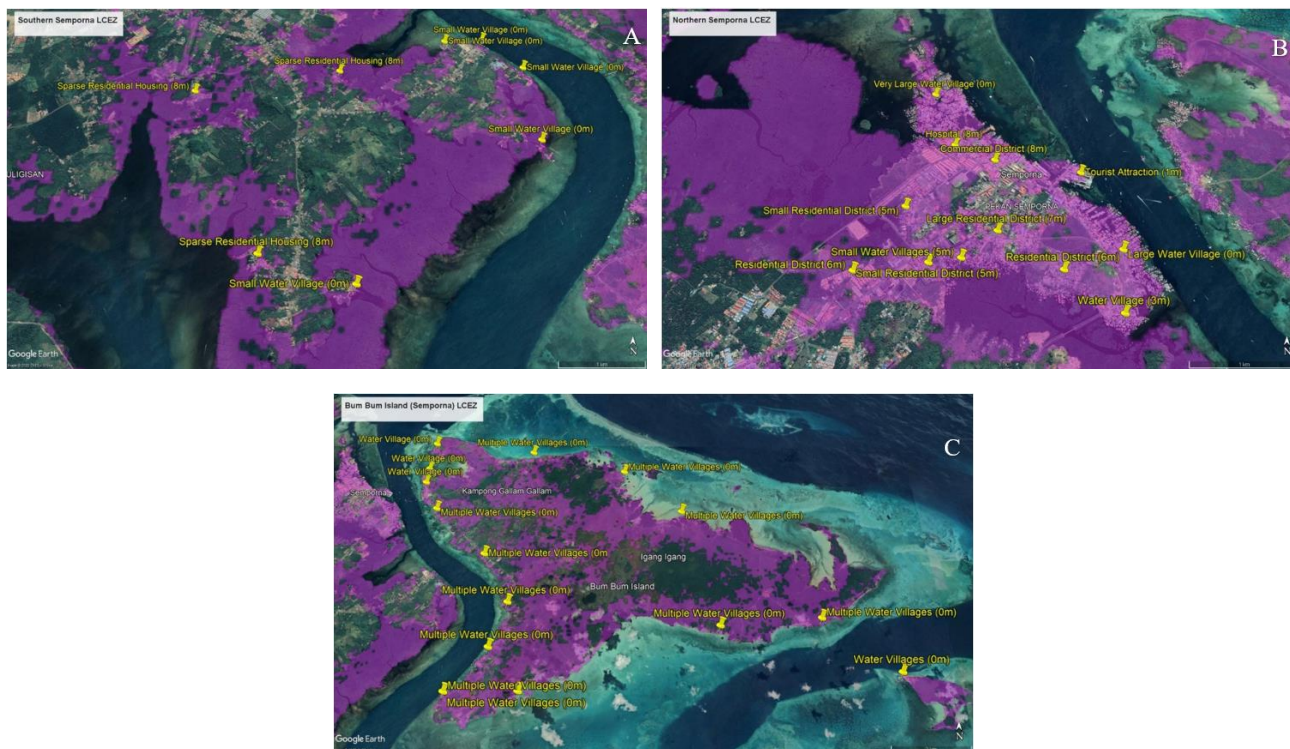 Southern Semporna LCEZ
A
Small Water Village (0m)
Small Water Village (0m)
Sparse Residential Housing (8m)
Small Water Village (0m)
Sparse Residential Housing (8m)
Small Water Village (0m)
ULIGISAN
Sparse Residential Housing (8m)
Small Water Village (0m)
Google Earth
N
Northern Semporna LCEZ
B
Very Large Water Village (0m)
Hospital (8m)
Commercial District (8m)
Semporna
Tourist Attraction (1m)
Small Residential District (5m)
PEKAN SEMPORNA
Large Residential District (7m)
Small Water Villages (5m)
Large Water Village (0m)
Residential District 6m)
Residential District (6m)
Small Residential District (5m)
Water Village (3m)
Google Earth
1 km
N
Bum Bum Island (Semporna) LCEZ
C
Water Village (0m)
Multiple Water Villages (0m)
Water Village (0m)
Multiple Water Villages (0m)
Water Village (0m)
Semporna
Kampong Gallam Gallam
Multiple Water Villages (0m)
Multiple Water Villages (0m)
Multiple Water Villages (0m
Igang Igang
Bum Bum Island
Multiple Water Villages (0m)
Multiple Water Villages (0m)
Multiple Water Villages (0m)
Multiple Water Villages (0m)
Water Villages (0m)
Multiple Water Villages (0m)
Multiple Water Villages (0m)
Google Earth
N